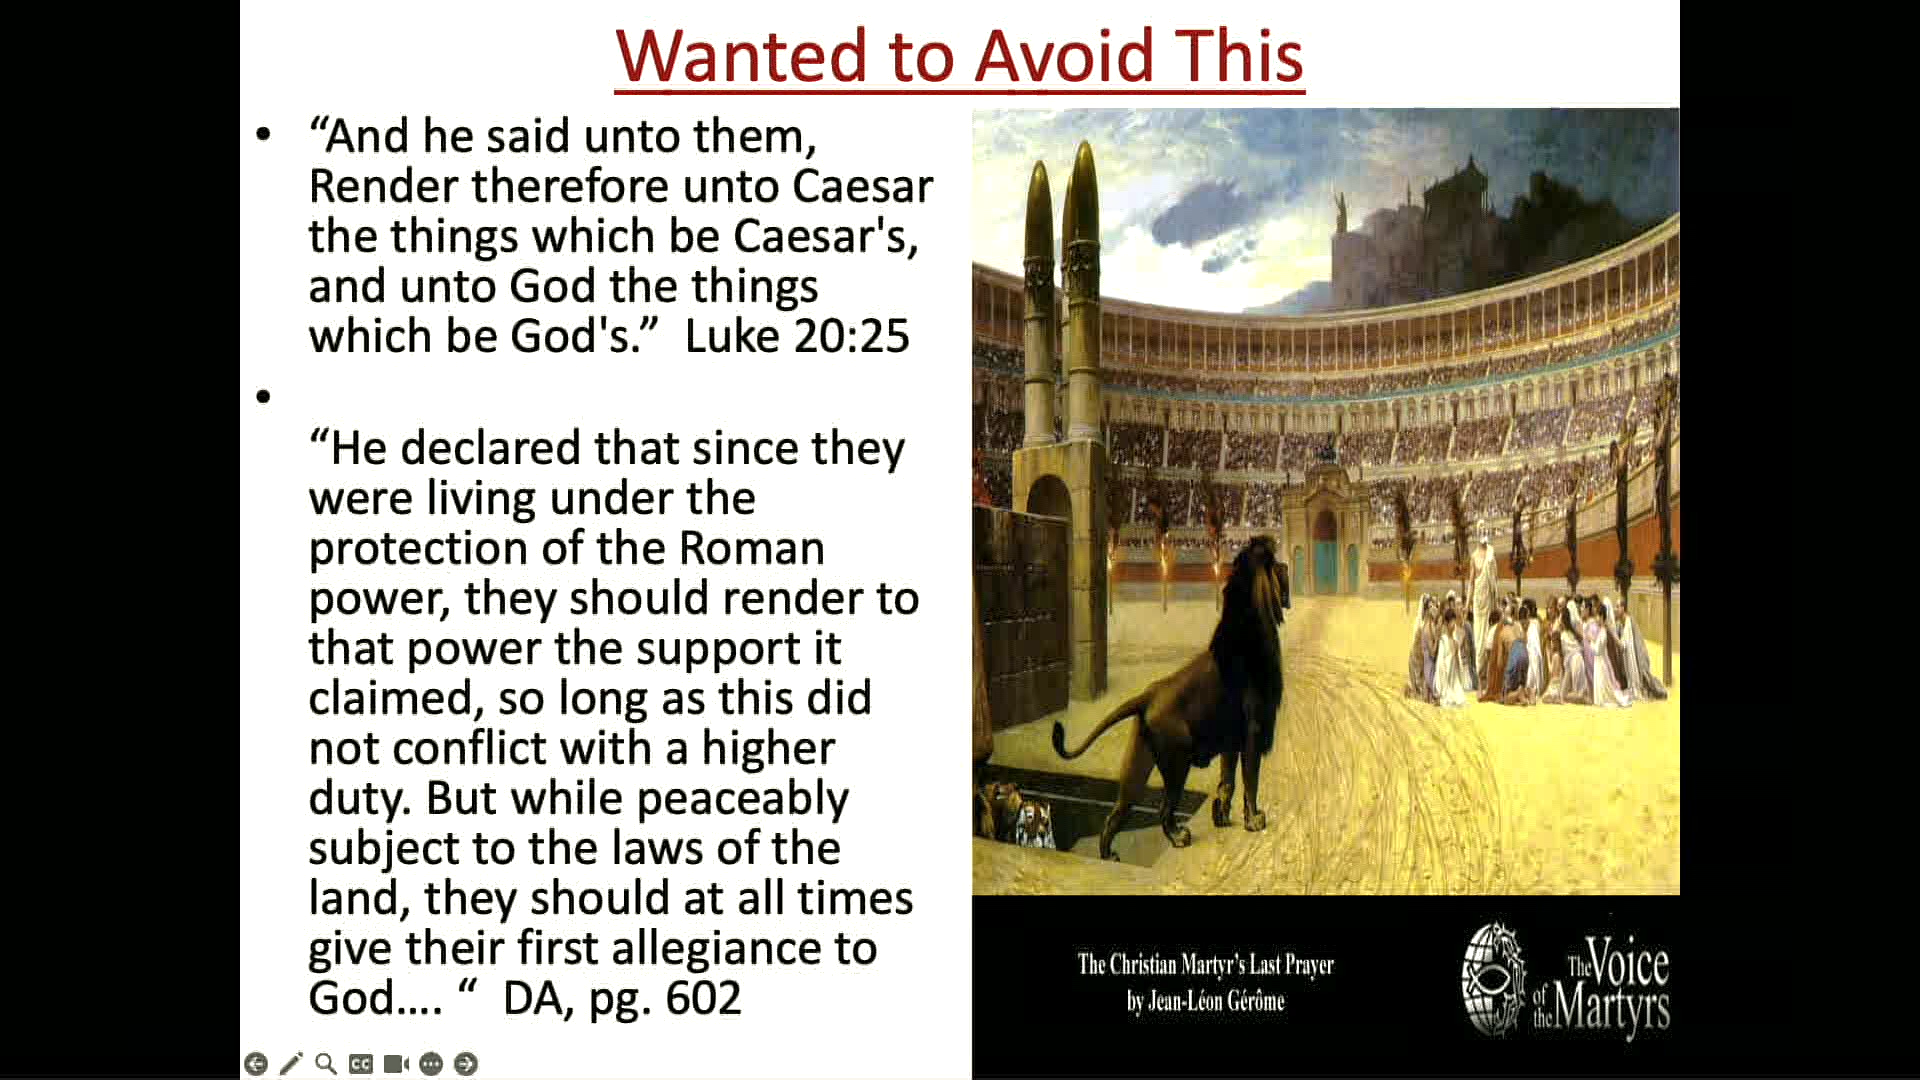 Wanted to Avoid This
• “And he said unto them,
Render therefore unto Caesar
the things which be Caesar's,
and unto God the things
which be God's.” Luke 20:25
•
“He declared that since they
were living under the
protection of the Roman
power, they should render to
that power the support it
claimed, so long as this did
not conflict with a higher
duty. But while peaceably
subject to the laws of the
land, they should at all times
give their first allegiance to
God…. “ DA, pg. 602
The Christian Martyr's Last Prayer
by Jean-Léon Gérôme
The Voice
of the Martyrs
CC